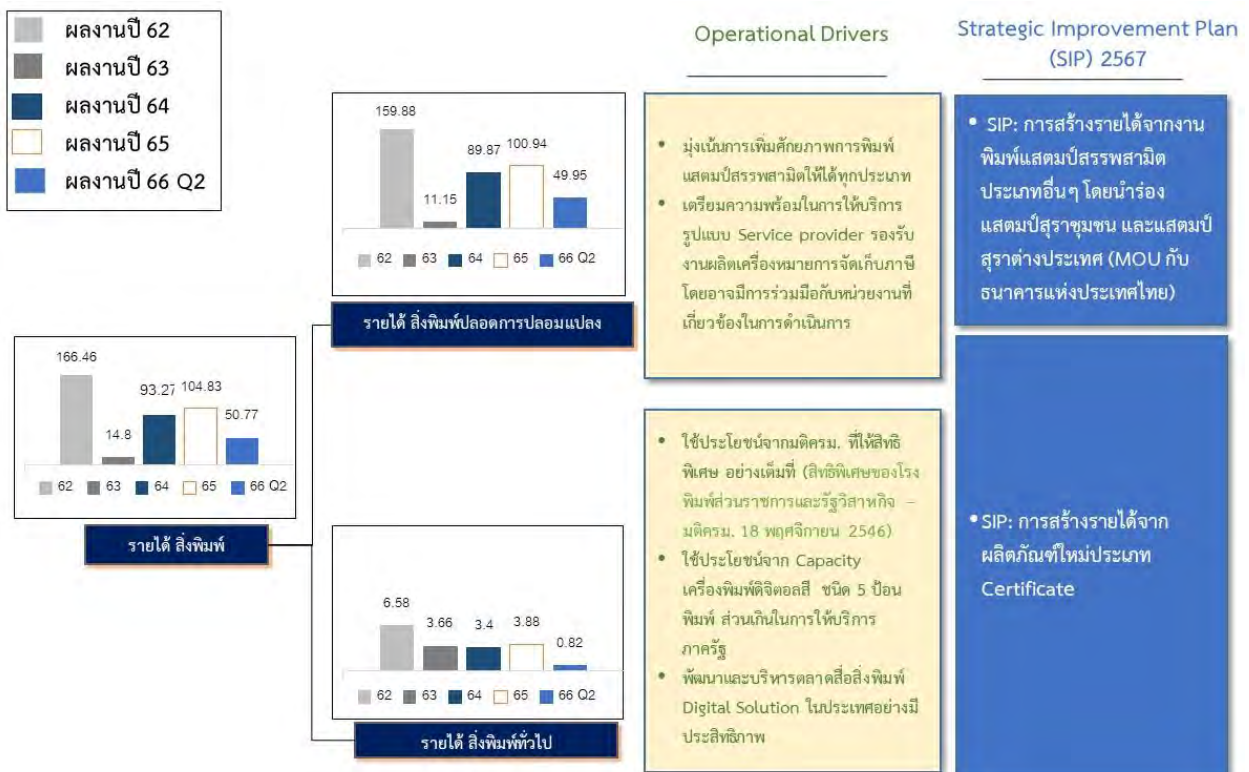 ผลงานปี 62
ผลงานปี 63
ผลงานปี 64
ผลงานปี 65
ผลงานปี 66 Q2
Operational Drivers
Strategic Improvement Plan
(SIP) 2567
159.88
11.15
89.87
100.94
49.95
62 63 64 65 66 Q2
รายได้ สิ่งพิมพ์ปลอดการปลอมแปลง
• มุ่งเน้นการเพิ่มศักยภาพการพิมพ์
แสตมป์สรรพสามิตให้ได้ทุกประเภท
• เตรียมความพร้อมในการให้บริการ
รูปแบบ Service provider รองรับ
งานผลิตเครื่องหมายการจัดเก็บภาษี
โดยอาจมีการร่วมมือกับหน่วยงานที่
เกี่ยวข้องในการดำเนินการ
• SIP: การสร้างรายได้จากงาน
พิมพ์แสตมป์สรรพสามิต
ประเภทอื่นๆ โดยนำร่อง
แสตมป์สุราชุมชน และแสตมป์
สุราต่างประเทศ (MOU กับ
ธนาคารแห่งประเทศไทย)
166.46
14.8
93.27
104.83
50.77
62 63 64 65 66 Q2
รายได้ สิ่งพิมพ์
6.58
3.66
3.4
3.88
0.82
62 63 64 65 66 Q2
รายได้ สิ่งพิมพ์ทั่วไป
• ใช้ประโยชน์จากมติครม. ที่ให้สิทธิ
พิเศษ อย่างเต็มที่ (สิทธิพิเศษของโรง
พิมพ์ส่วนราชการและรัฐวิสาหกิจ –
มติครม. 18 พฤศจิกายน 2546)
• ใช้ประโยชน์จาก Capacity
เครื่องพิมพ์ดิจิตอลสี ชนิด 5 ป้อน
พิมพ์ ส่วนเกินในการให้บริการ
ภาครัฐ
• พัฒนาและบริหารตลาดสื่อสิ่งพิมพ์
Digital Solution ในประเทศอย่างมี
ประสิทธิภาพ
• SIP: การสร้างรายได้จาก
ผลิตภัณฑ์ใหม่ประเภท
Certificate